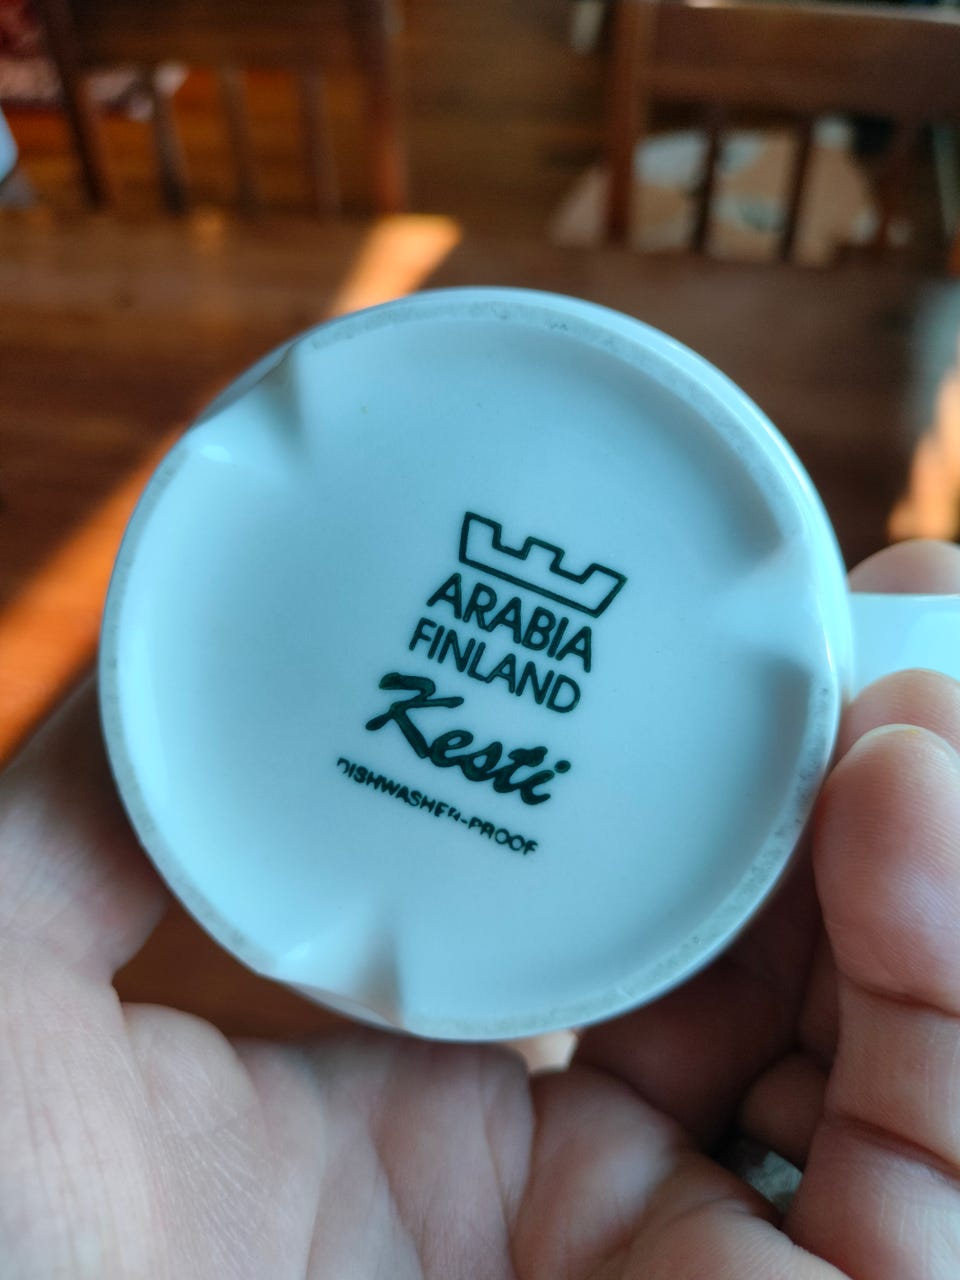 ARABIA
FINLAND
Kesti
DISHWASHER-PROOF